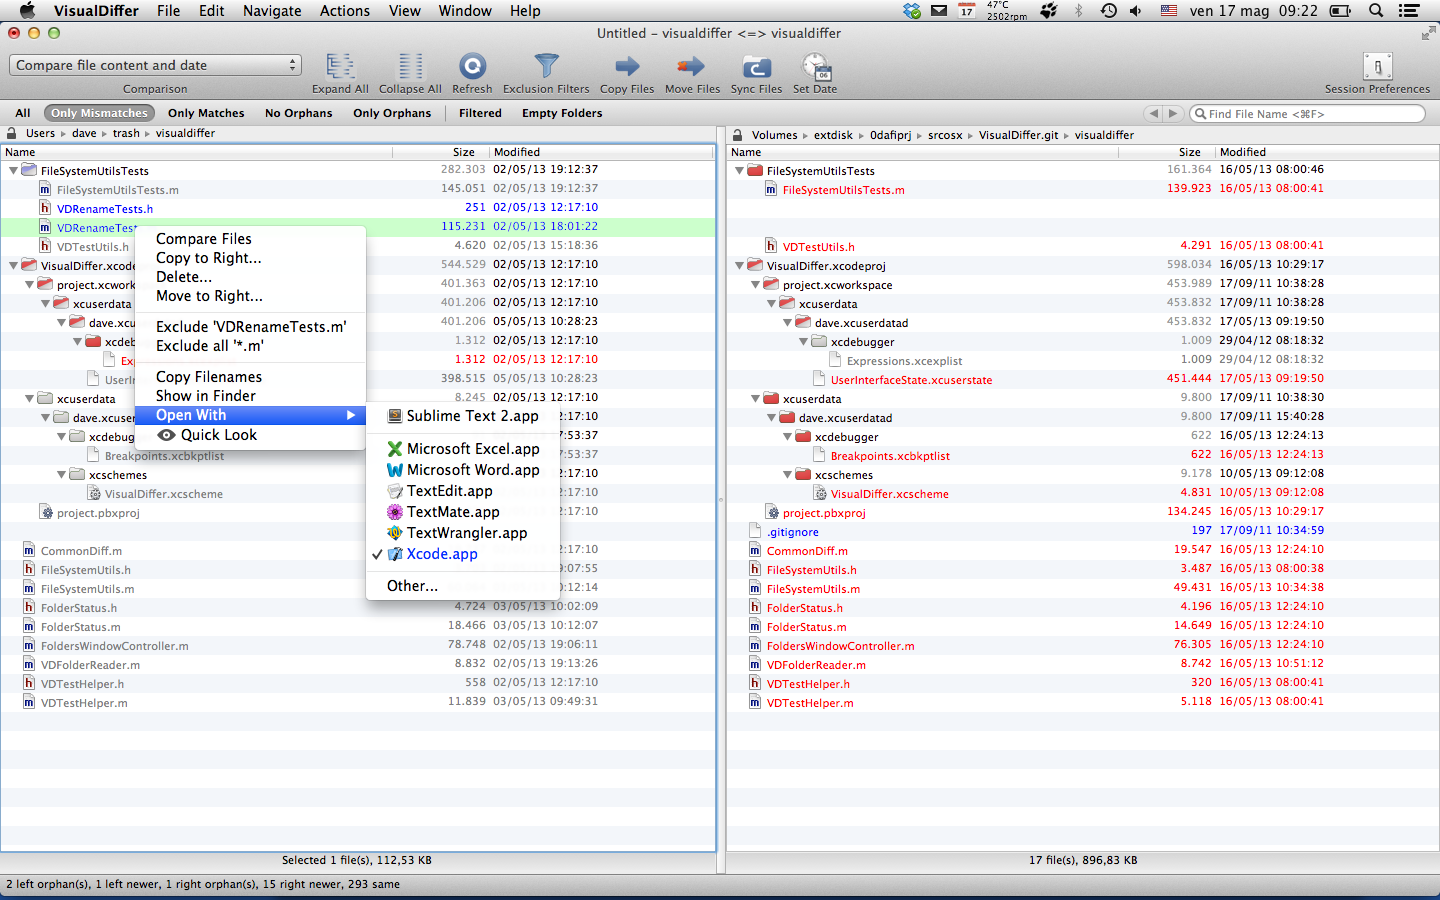 VisualDiffer File Edit Navigate Actions View Window Help 17 47°C 2502rpm ven 17 mag 09:22
Untitled – visualdiffer <=> visualdiffer
Compare file content and date
Comparison Expand All Collapse All Refresh Exclusion Filters Copy Files Move Files Sync Files 06 Set Date Session Preferences
All Only Mismatches Only Matches No Orphans Only Orphans Filtered Empty Folders Find File Name <⌘F>
Users ▸ dave ▸ trash ▸ visualdiffer
Name Size Modified
FileSystemUtilsTests 282.303 02/05/13 19:12:37
m FileSystemUtilsTests.m 145.051 02/05/13 19:12:37
h VDRenameTests.h 251 02/05/13 12:17:10
m VDRenameTest 115.231 02/05/13 18:01:22
h VDTestUtils.h 4.620 02/05/13 15:18:36
VisualDiffer.xcode 544.529 02/05/13 12:17:10
project.xcwork 401.363 02/05/13 12:17:10
xcuserdata 401.206 02/05/13 12:17:10
dave.xcu 401.206 05/05/13 10:28:23
xcdeb 1.312 02/05/13 12:17:10
Exp 1.312 02/05/13 12:17:10
UserIn 398.515 05/05/13 10:28:23
xcuserdata 8.245 02/05/13 12:17:10
dave.xcuser 2:17:10
xcdebugg 7:53:37
Breakpoints.xcbkptlist 7:53:37
xcschemes 2:17:10
VisualDiffer.xcscheme 2:17:10
project.pbxproj 2:17:10
m CommonDiff.m 2:17:10
h FileSystemUtils.h 9:07:55
m FileSystemUtils.m 0:12:14
h FolderStatus.h 4.724 03/05/13 10:02:09
m FolderStatus.m 18.466 03/05/13 10:12:07
m FoldersWindowController.m 78.748 02/05/13 19:06:11
m VDFolderReader.m 8.832 02/05/13 19:13:26
h VDTestHelper.h 558 02/05/13 12:17:10
m VDTestHelper.m 11.839 03/05/13 09:49:31
Selected 1 file(s), 112,53 KB
Compare Files
Copy to Right...
Delete...
Move to Right...
Exclude 'VDRenameTests.m'
Exclude all '*.m'
Copy Filenames
Show in Finder
Open With
Quick Look
Sublime Text 2.app
Microsoft Excel.app
Microsoft Word.app
TextEdit.app
TextMate.app
TextWrangler.app
✓ Xcode.app
Other...
Volumes ▸ extdisk ▸ 0dafiprj ▸ srcosx ▸ VisualDiffer.git ▸ visualdiffer
Name Size Modified
FileSystemUtilsTests 161.364 16/05/13 08:00:46
m FileSystemUtilsTests.m 139.923 16/05/13 08:00:41
h VDTestUtils.h 4.291 16/05/13 08:00:41
VisualDiffer.xcodeproj 598.034 16/05/13 10:29:17
project.xcworkspace 453.989 17/09/11 10:38:28
xcuserdata 453.832 17/09/11 10:38:28
dave.xcuserdatad 453.832 17/05/13 09:19:50
xcdebugger 1.009 29/04/12 08:18:32
Expressions.xcexplist 1.009 29/04/12 08:18:32
UserInterfaceState.xcuserstate 451.444 17/05/13 09:19:50
xcuserdata 9.800 17/09/11 10:38:30
dave.xcuserdatad 9.800 17/09/11 15:40:28
xcdebugger 622 16/05/13 12:24:13
Breakpoints.xcbkptlist 622 16/05/13 12:24:13
xcschemes 9.178 10/05/13 09:12:08
VisualDiffer.xcscheme 4.831 10/05/13 09:12:08
project.pbxproj 134.245 16/05/13 10:29:17
.gitignore 197 17/09/11 10:34:59
m CommonDiff.m 19.547 16/05/13 12:24:10
h FileSystemUtils.h 3.487 16/05/13 08:00:38
m FileSystemUtils.m 49.431 16/05/13 10:34:38
h FolderStatus.h 4.196 16/05/13 12:24:10
m FolderStatus.m 14.649 16/05/13 12:24:10
m FoldersWindowController.m 76.305 16/05/13 12:24:10
m VDFolderReader.m 8.742 16/05/13 10:51:12
h VDTestHelper.h 320 16/05/13 08:00:41
m VDTestHelper.m 5.118 16/05/13 08:00:41
17 file(s), 896,83 KB
2 left orphan(s), 1 left newer, 1 right orphan(s), 15 right newer, 293 same